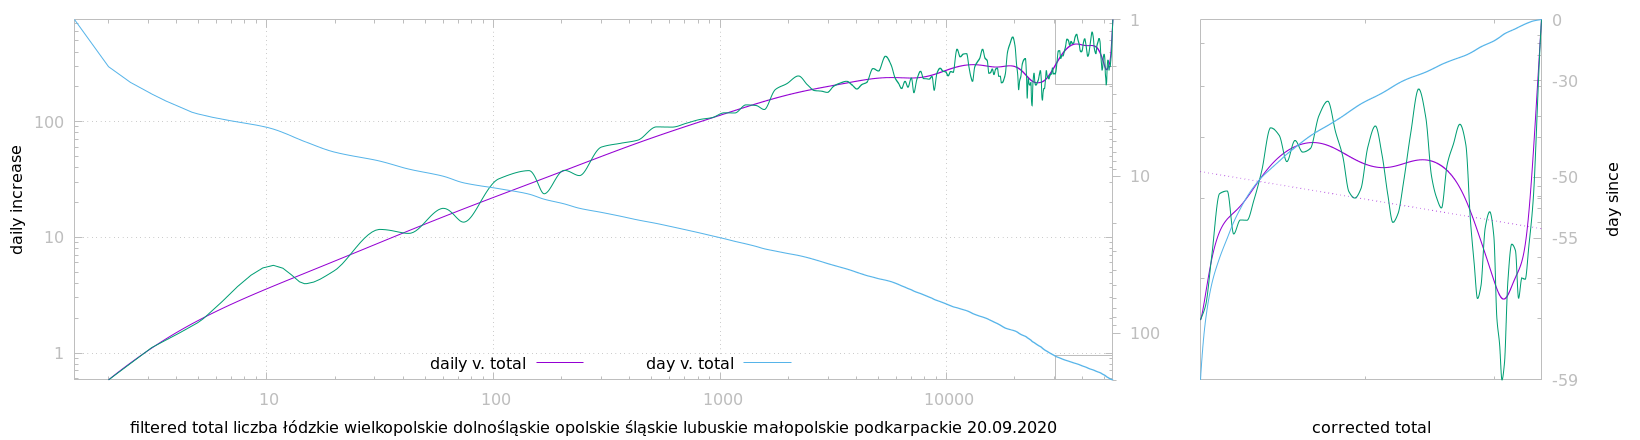 1
0
-30
100
10
-50
daily increase
day since
10
-55
100
1
daily v. total
day v. total
-59
10
100
1000
10000
filtered total liczba łódzkie wielkopolskie dolnośląskie opolskie śląskie lubuskie małopolskie podkarpackie 20.09.2020
corrected total